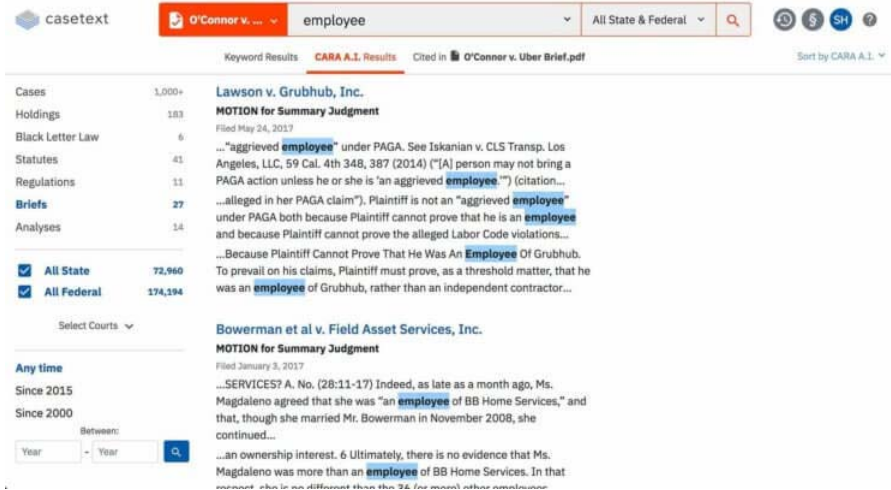 casetext
O'Connor v. ...
employee
All State & Federal
SH
Keyword Results
CARA A.I. Results
Cited in O'Connor v. Uber Brief.pdf
Sort by CARA A.I.
Cases 1,000+
Holdings 183
Black Letter Law 6
Statutes 41
Regulations 11
Briefs 27
Analyses 14
All State 72,960
All Federal 174,194
Select Courts
Any time
Since 2015
Since 2000
Between:
Year - Year
Lawson v. Grubhub, Inc.
MOTION for Summary Judgment
Filed May 24, 2017
..."aggrieved employee" under PAGA. See Iskanian v. CLS Transp. Los
Angeles, LLC, 59 Cal. 4th 348, 387 (2014) ("[A] person may not bring a
PAGA action unless he or she is 'an aggrieved employee.'") (citation...
...alleged in her PAGA claim"). Plaintiff is not an "aggrieved employee"
under PAGA both because Plaintiff cannot prove that he is an employee
and because Plaintiff cannot prove the alleged Labor Code violations...
...Because Plaintiff Cannot Prove That He Was An Employee Of Grubhub.
To prevail on his claims, Plaintiff must prove, as a threshold matter, that he
was an employee of Grubhub, rather than an independent contractor...
Bowerman et al v. Field Asset Services, Inc.
MOTION for Summary Judgment
Filed January 3, 2017
...SERVICES? A. No. (28:11-17) Indeed, as late as a month ago, Ms.
Magdaleno agreed that she was "an employee of BB Home Services," and
that, though she married Mr. Bowerman in November 2008, she
continued...
...an ownership interest. 6 Ultimately, there is no evidence that Ms.
Magdaleno was more than an employee of BB Home Services. In that
respect, she is no different than the 36 (or more) other employees